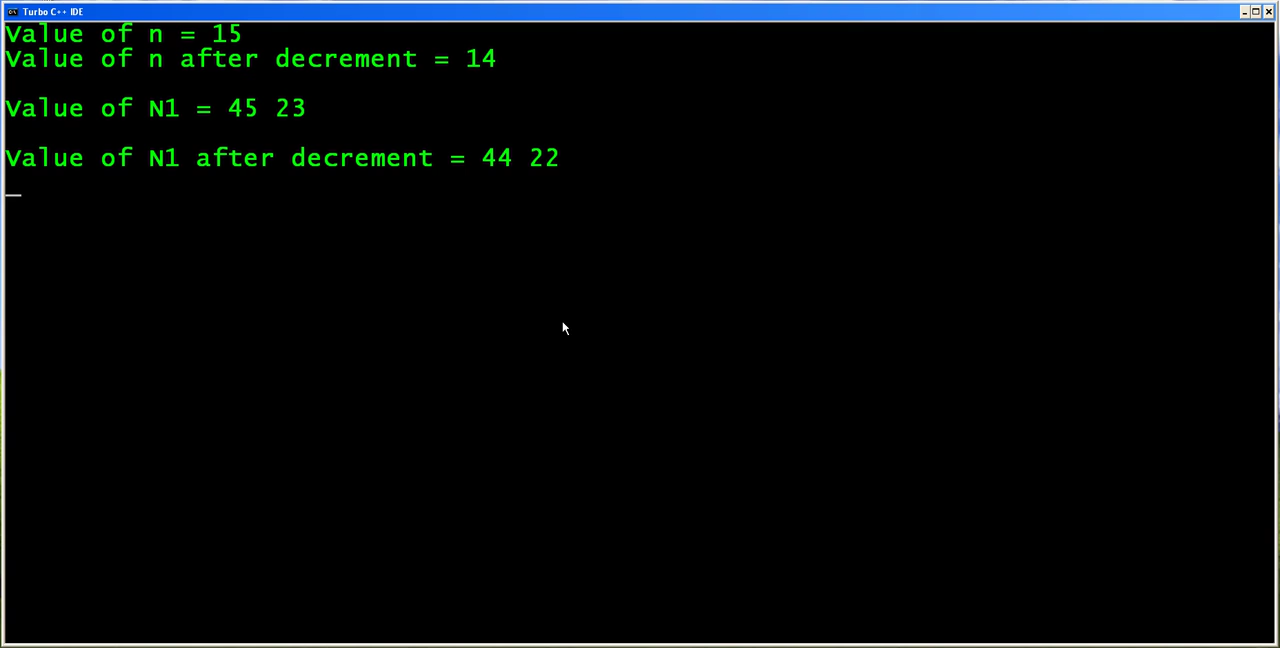 Turbo C++ IDE
Value of n = 15
Value of n after decrement = 14
Value of N1 = 45 23
Value of N1 after decrement = 44 22